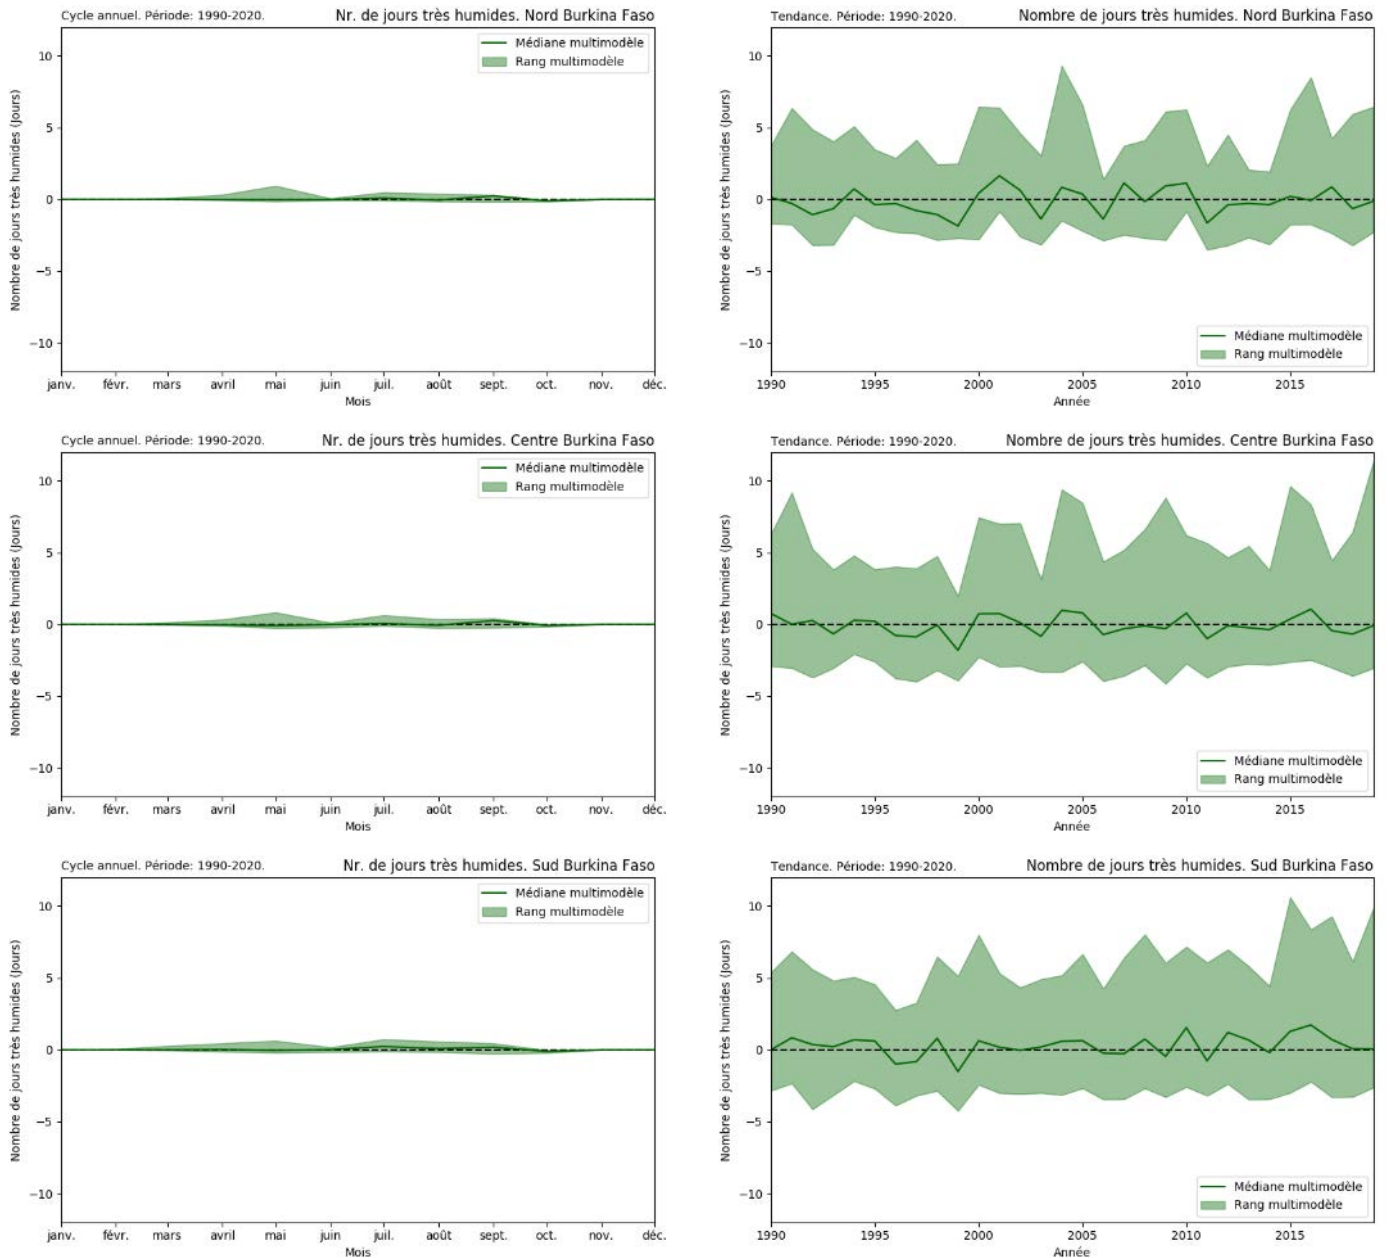 Cycle annuel. Période: 1990-2020.
Nr. de jours très humides. Nord Burkina Faso
Médiane multimodèle
Rang multimodèle
Nombre de jours très humides (Jours)
10
5
0
−5
−10
janv. févr. mars avril mai juin juil. août sept. oct. nov. déc.
Mois
Tendance. Période: 1990-2020.
Nombre de jours très humides. Nord Burkina Faso
Nombre de jours très humides (Jours)
10
5
0
−5
−10
Médiane multimodèle
Rang multimodèle
1990 1995 2000 2005 2010 2015
Année
Cycle annuel. Période: 1990-2020.
Nr. de jours très humides. Centre Burkina Faso
Médiane multimodèle
Rang multimodèle
Nombre de jours très humides (Jours)
10
5
0
−5
−10
janv. févr. mars avril mai juin juil. août sept. oct. nov. déc.
Mois
Tendance. Période: 1990-2020.
Nombre de jours très humides. Centre Burkina Faso
Nombre de jours très humides (Jours)
10
5
0
−5
−10
Médiane multimodèle
Rang multimodèle
1990 1995 2000 2005 2010 2015
Année
Cycle annuel. Période: 1990-2020.
Nr. de jours très humides. Sud Burkina Faso
Médiane multimodèle
Rang multimodèle
Nombre de jours très humides (Jours)
10
5
0
−5
−10
janv. févr. mars avril mai juin juil. août sept. oct. nov. déc.
Mois
Tendance. Période: 1990-2020.
Nombre de jours très humides. Sud Burkina Faso
Nombre de jours très humides (Jours)
10
5
0
−5
−10
Médiane multimodèle
Rang multimodèle
1990 1995 2000 2005 2010 2015
Année